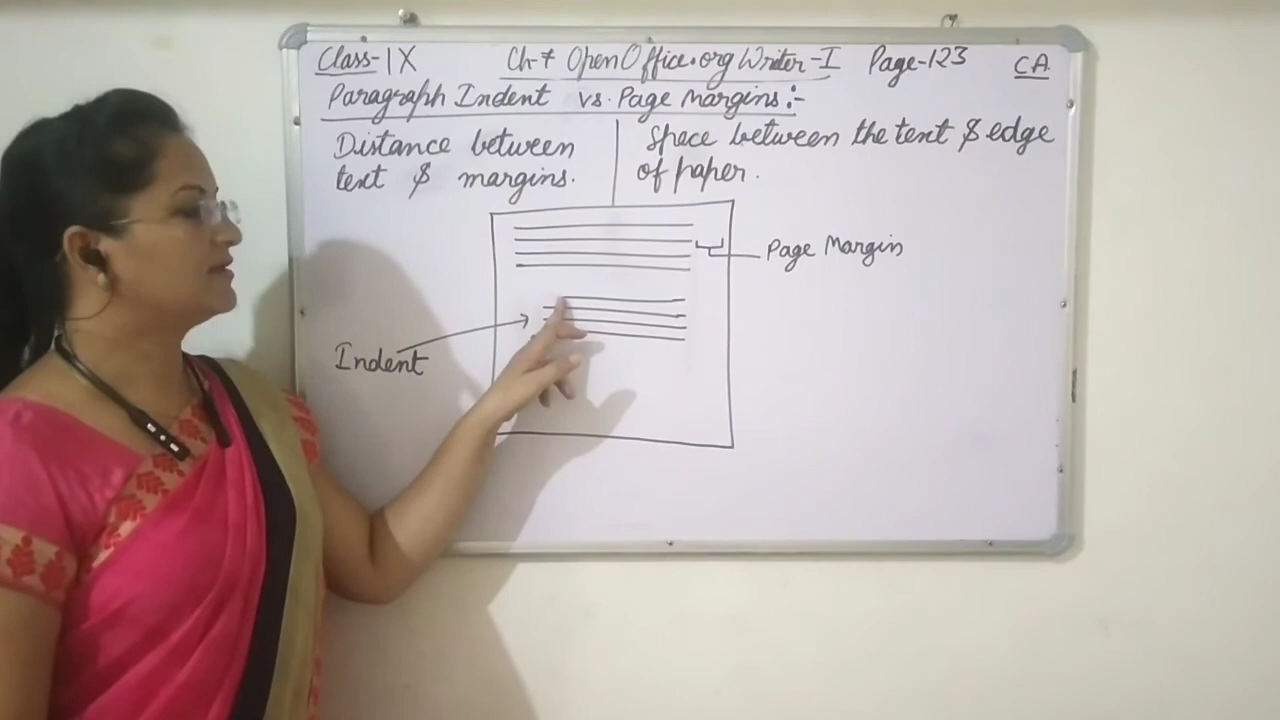 Class-IX Ch-7 OpenOffice.org Writer-I Page-123 CA
Paragraph Indent vs. Page Margins:-
Distance between
text & margins.
Space between the text & edge
of paper.
Page Margin
Indent